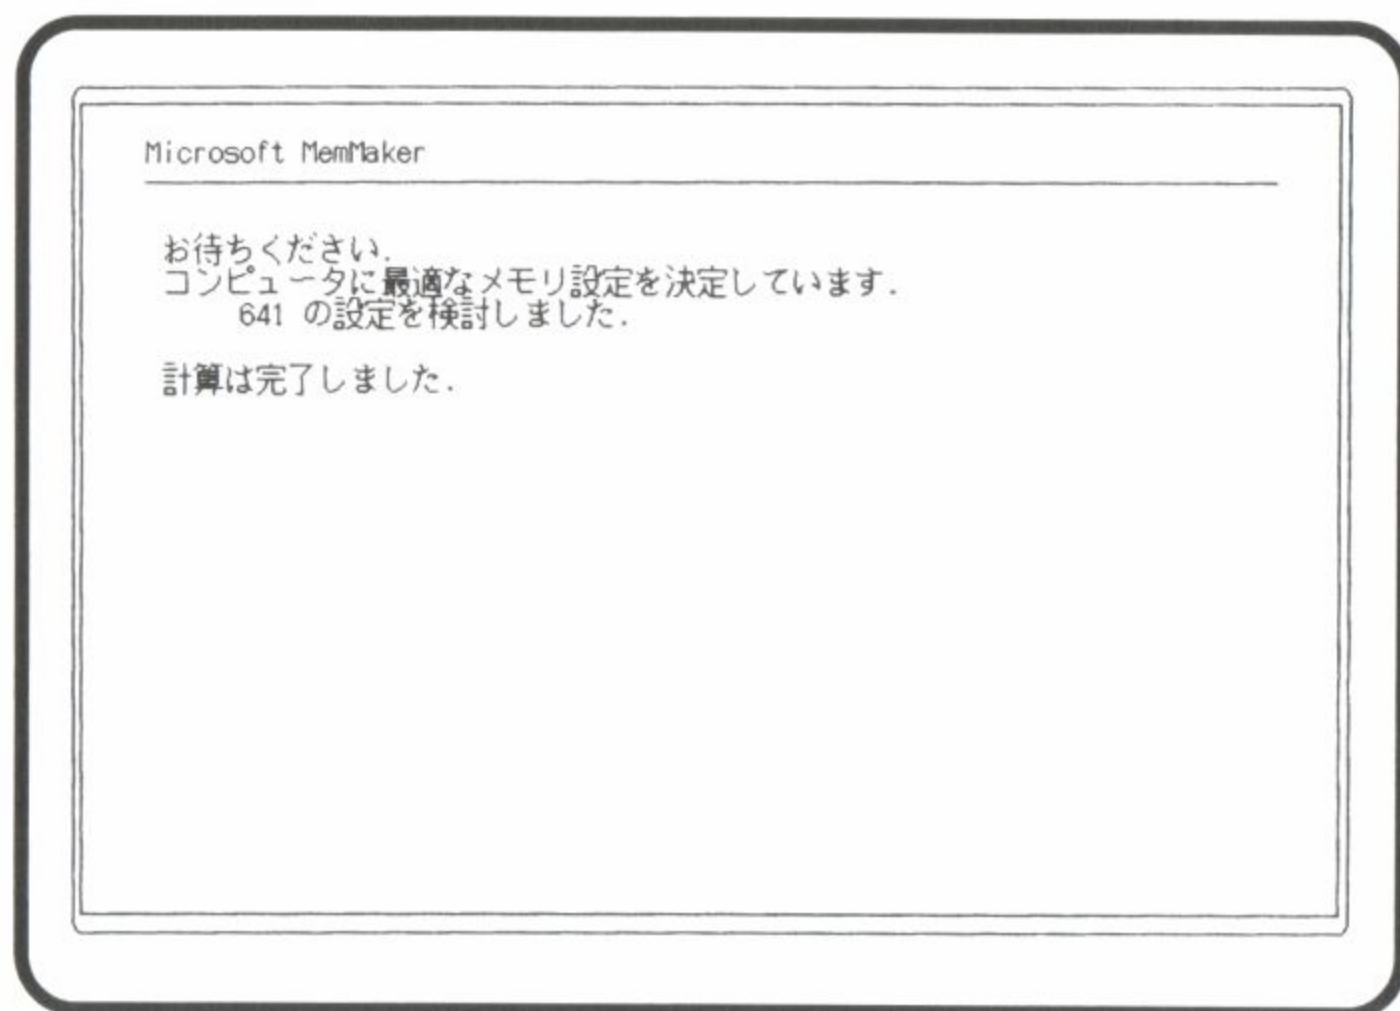 Microsoft MemMaker
お待ちください.
コンピュータに最適なメモリ設定を決定しています.
641 の設定を検討しました.
計算は完了しました.